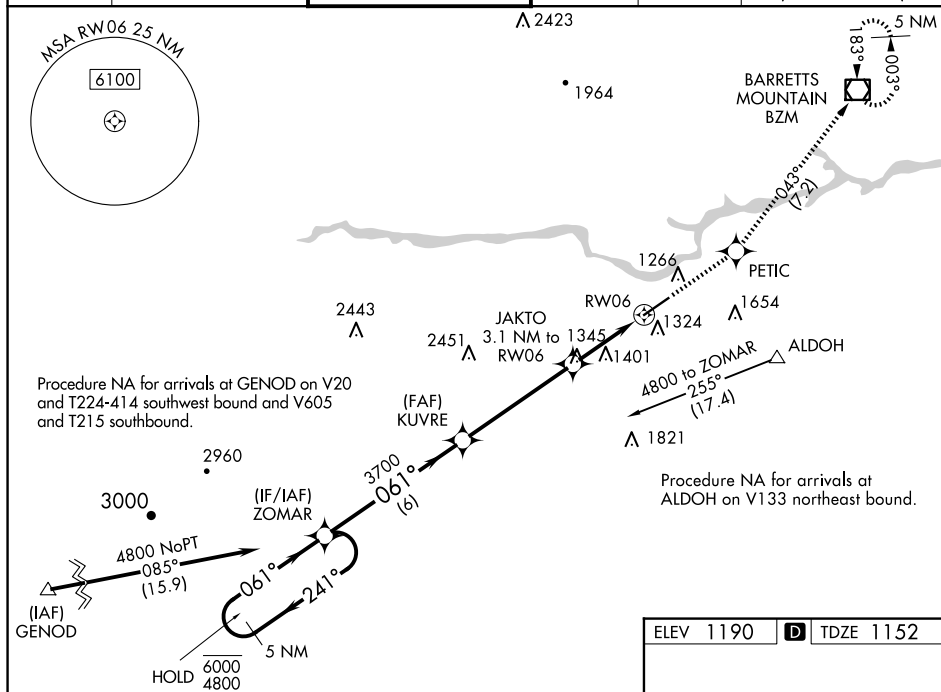 MSA RW06 25 NM
6100
2423
1964
5 NM
183°
003°
BARRETTS
MOUNTAIN
BZM
043°
(7.2)
1266
PETIC
RW06
2443
JAKTO
3.1 NM to
RW06
1345
1324
1654
2451
1401
ALDOH
4800 to ZOMAR
255°
(17.4)
Procedure NA for arrivals at GENOD on V20
and T224-414 southwest bound and V605
and T215 southbound.
(FAF)
KUVRE
1821
2960
3700
061°
(6)
Procedure NA for arrivals at
ALDOH on V133 northeast bound.
3000
(IF/IAF)
ZOMAR
4800 NoPT
085°
(15.9)
061°
241°
(IAF)
GENOD
5 NM
HOLD
6000
4800
ELEV 1190 D TDZE 1152